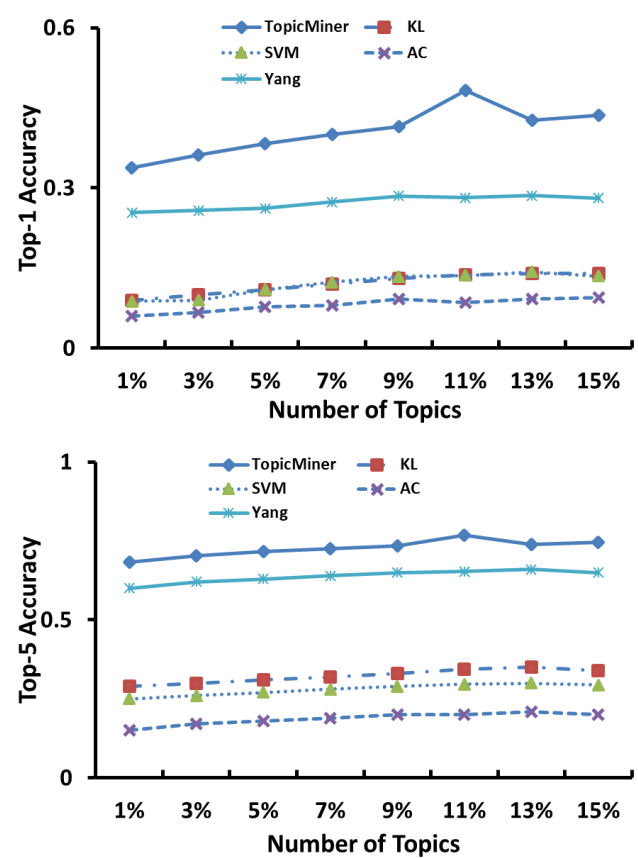 0.6
TopicMiner KL
SVM AC
Yang
0.3
0
Top-1 Accuracy
1% 3% 5% 7% 9% 11% 13% 15%
Number of Topics
1
TopicMiner KL
SVM AC
Yang
0.5
0
Top-5 Accuracy
1% 3% 5% 7% 9% 11% 13% 15%
Number of Topics